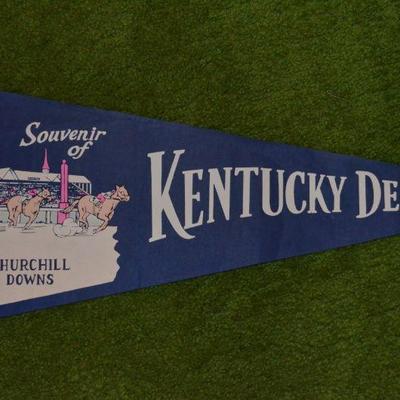 Souvenir
of
KENTUCKY DE
HURCHILL
DOWNS